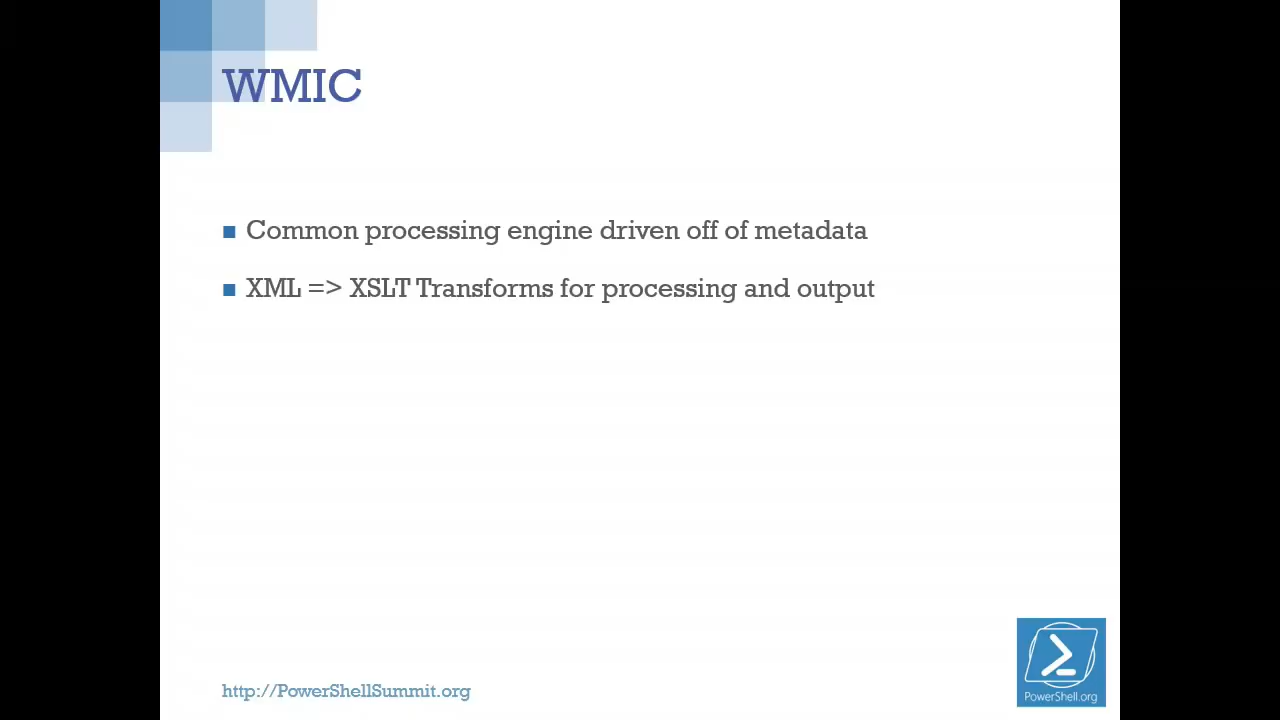 WMIC
Common processing engine driven off of metadata
XML => XSLT Transforms for processing and output
http://PowerShellSummit.org
PowerShell.org